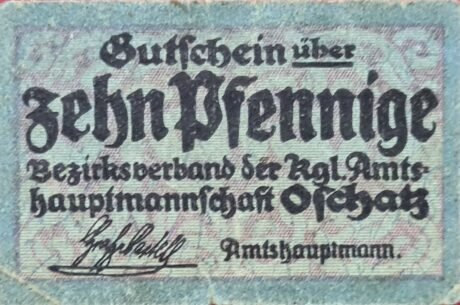 Gutschein über
Zehn Pfennige
Bezirksverband der Kgl. Amts-
hauptmannschaft Oschatz
Amtshauptmann.